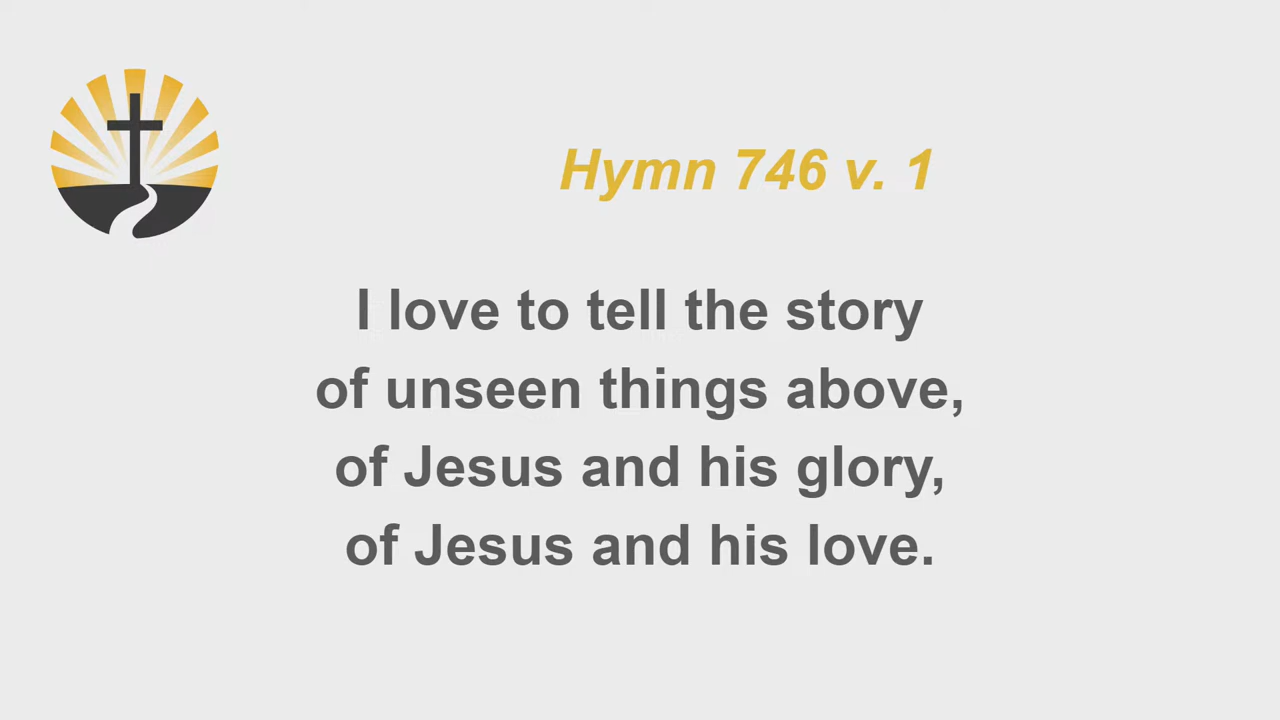 Hymn 746 v. 1
I love to tell the story
of unseen things above,
of Jesus and his glory,
of Jesus and his love.